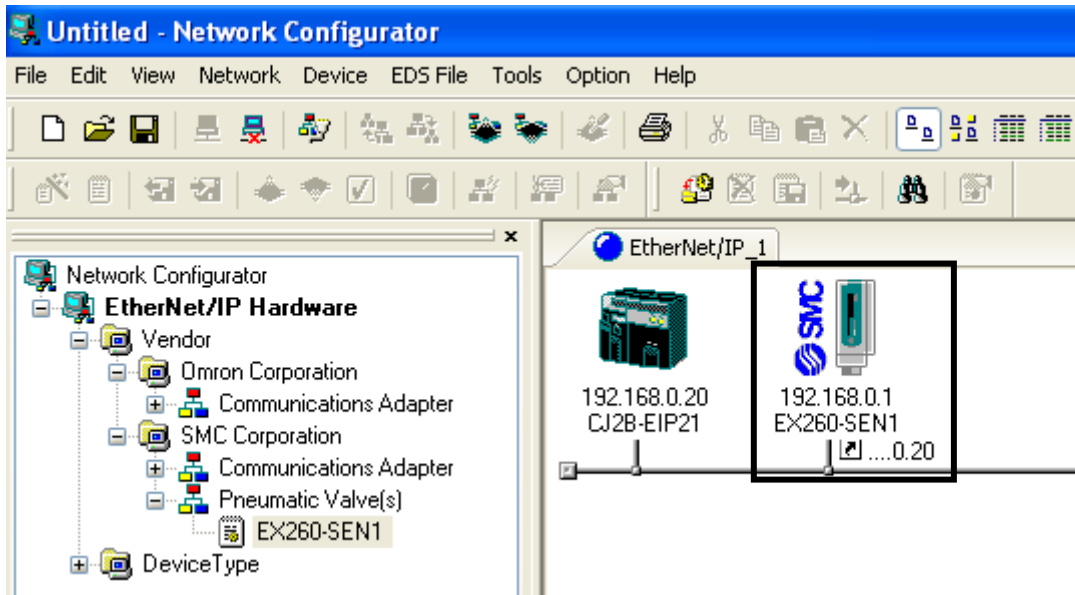 Untitled - Network Configurator
File Edit View Network Device EDS File Tools Option Help
x
EtherNet/IP_1
Network Configurator
EtherNet/IP Hardware
Vendor
Omron Corporation
Communications Adapter
SMC Corporation
Communications Adapter
Pneumatic Valve(s)
EX260-SEN1
DeviceType
SMC
192.168.0.20
CJ2B-EIP21
192.168.0.1
EX260-SEN1
....0.20